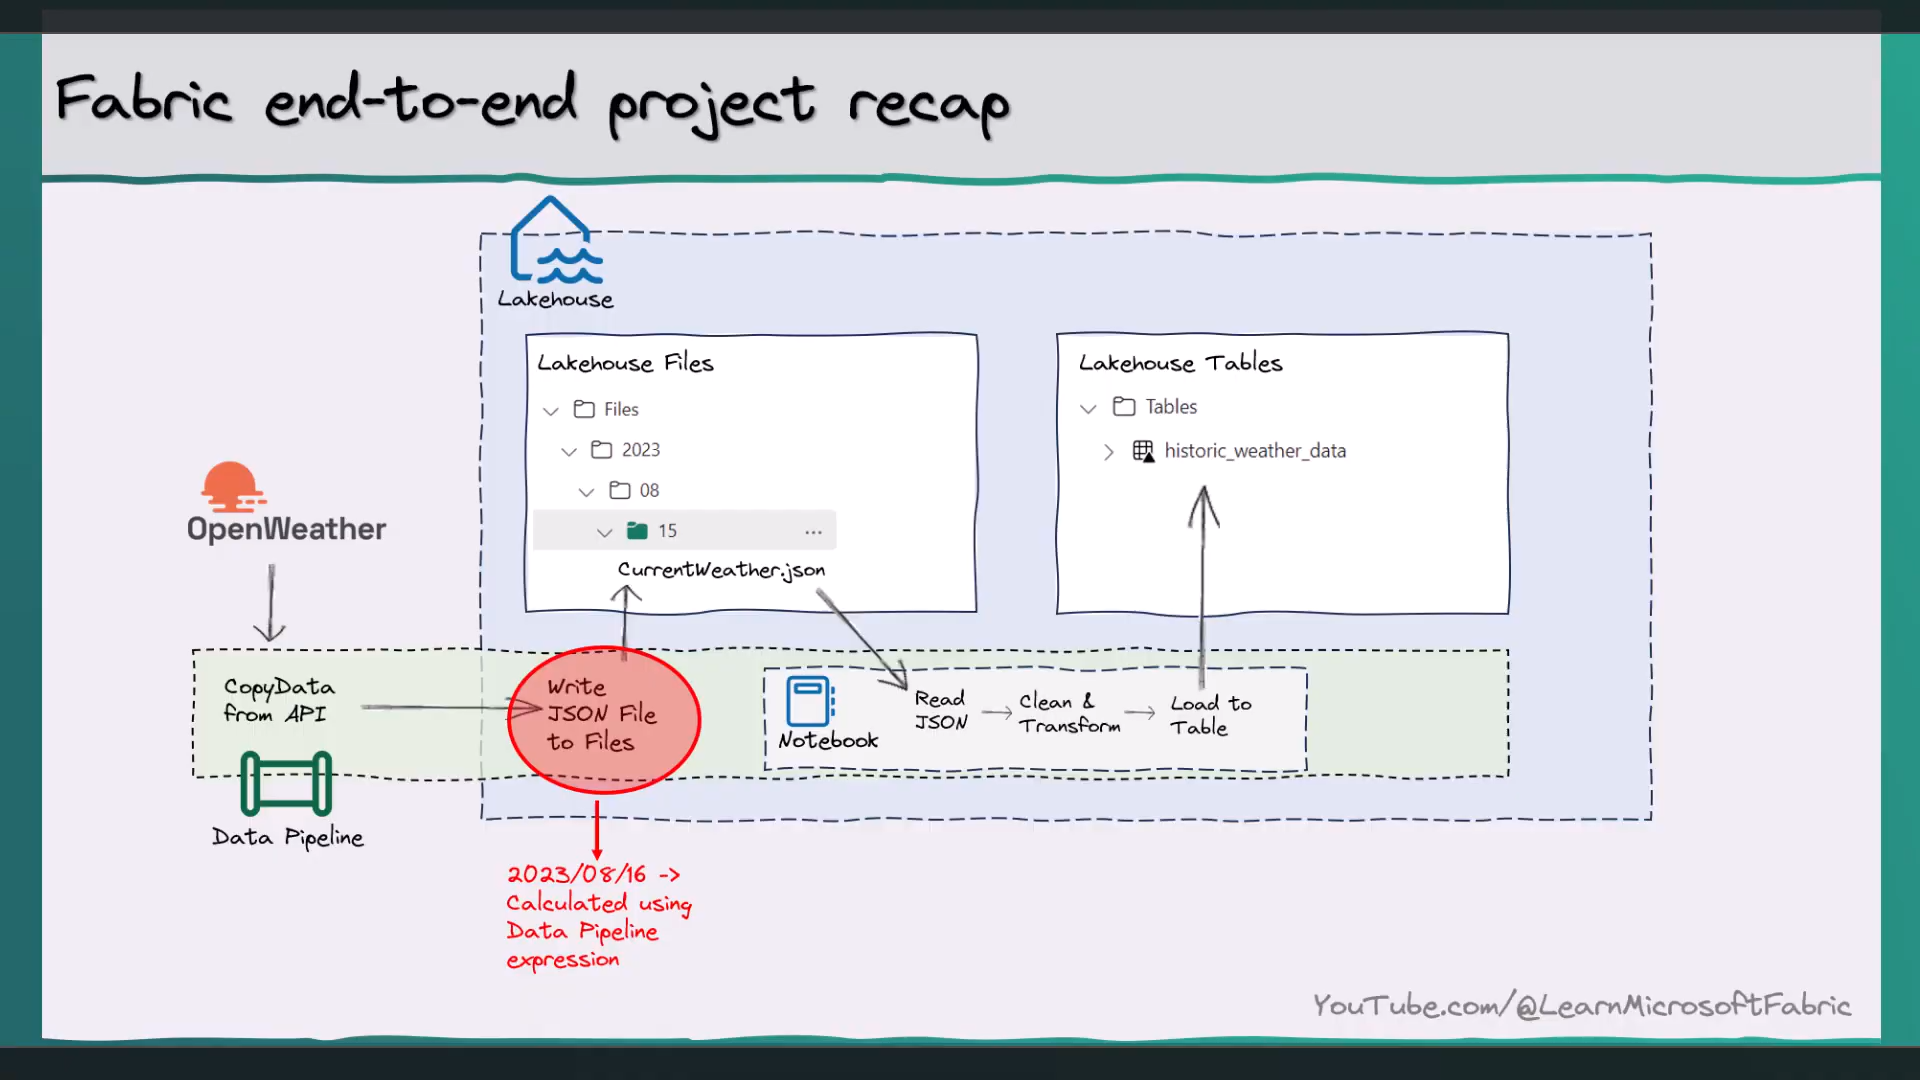 Fabric end-to-end project recap
Lakehouse
Lakehouse Files
Files
2023
08
15
...
CurrentWeather.json
Lakehouse Tables
Tables
historic_weather_data
OpenWeather
CopyData
from API
Write
JSON File
to Files
Notebook
Read
JSON
Clean &
Transform
Load to
Table
Data Pipeline
2023/08/16 ->
Calculated using
Data Pipeline
expression
YouTube.com/@LearnMicrosoftFabric